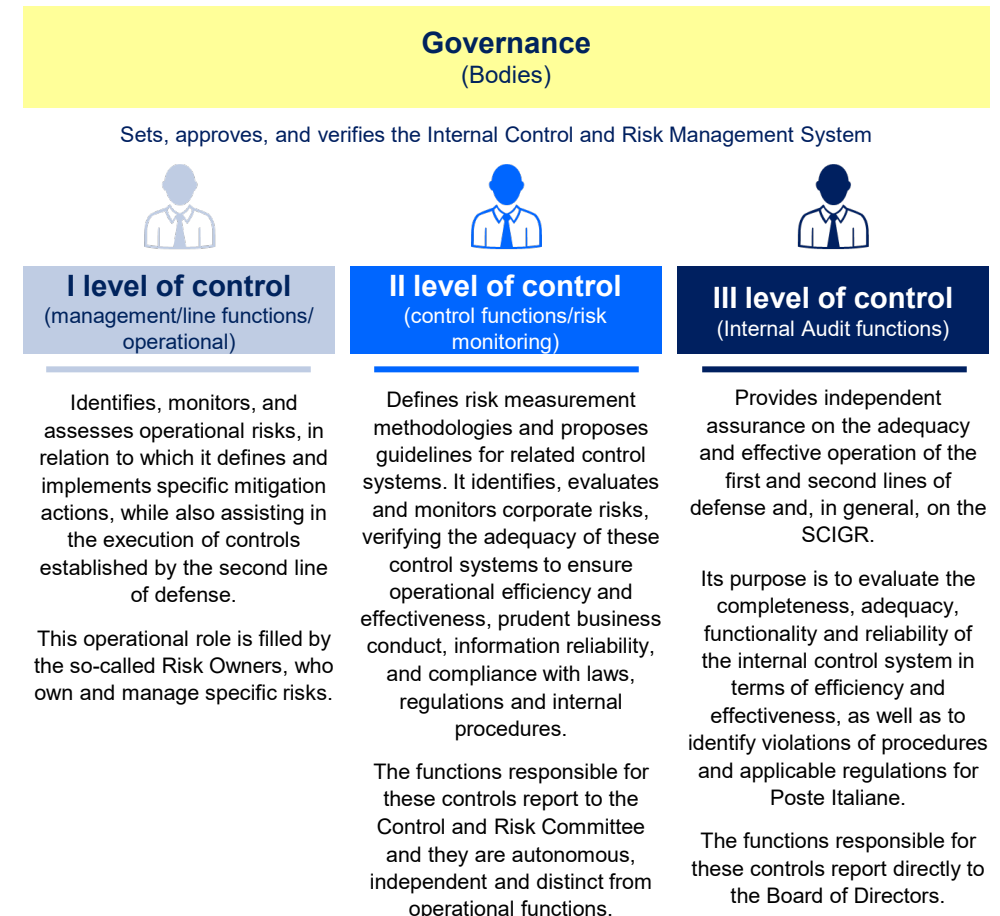 Governance
(Bodies)
Sets, approves, and verifies the Internal Control and Risk Management System
I level of control
(management/line functions/
operational)
Identifies, monitors, and
assesses operational risks, in
relation to which it defines and
implements specific mitigation
actions, while also assisting in
the execution of controls
established by the second line
of defense.
This operational role is filled by
the so-called Risk Owners, who
own and manage specific risks.
II level of control
(control functions/risk
monitoring)
Defines risk measurement
methodologies and proposes
guidelines for related control
systems. It identifies, evaluates
and monitors corporate risks,
verifying the adequacy of these
control systems to ensure
operational efficiency and
effectiveness, prudent business
conduct, information reliability,
and compliance with laws,
regulations and internal
procedures.
The functions responsible for
these controls report to the
Control and Risk Committee
and they are autonomous,
independent and distinct from
operational functions.
III level of control
(Internal Audit functions)
Provides independent
assurance on the adequacy
and effective operation of the
first and second lines of
defense and, in general, on the
SCIGR.
Its purpose is to evaluate the
completeness, adequacy,
functionality and reliability of
the internal control system in
terms of efficiency and
effectiveness, as well as to
identify violations of procedures
and applicable regulations for
Poste Italiane.
The functions responsible for
these controls report directly to
the Board of Directors.